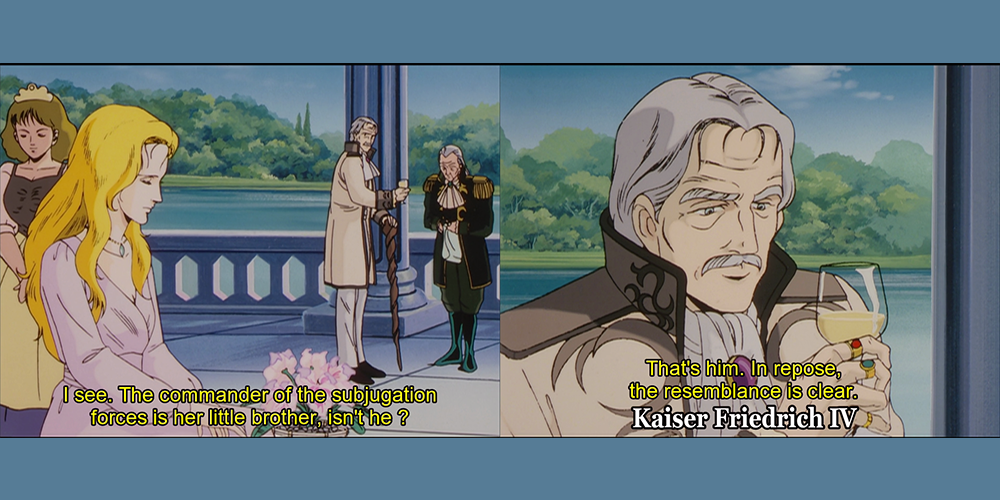 I see. The commander of the subjugation
forces is her little brother, isn't he ?
That's him. In repose,
the resemblance is clear.
Kaiser Friedrich IV